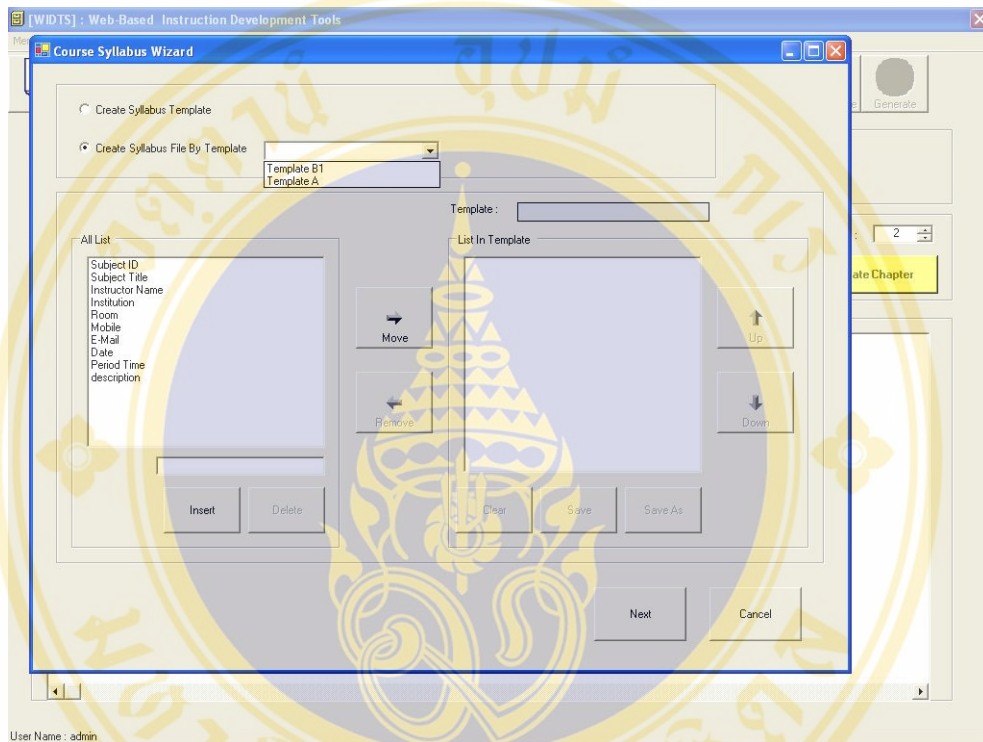 [WIDTS] : Web-Based Instruction Development Tools
Course Syllabus Wizard
Create Syllabus Template
Generate
Create Syllabus File By Template
Template B1
Template A
Template :
: 2
All List
List In Template
Subject ID
Subject Title
Instructor Name
Institution
Room
Mobile
E-Mail
Date
Period Time
description
ate Chapter
Move
Up
Remove
Down
Insert
Delete
Clear
Save
Save As
Next
Cancel
User Name : admin